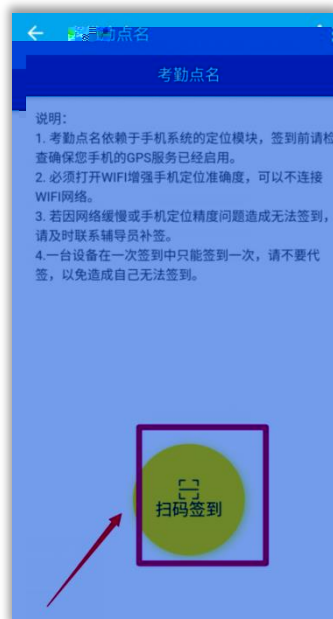 动点名
考勤点名
说明：
1. 考勤点名依赖于手机系统的定位模块，签到前请检
查确保您手机的GPS服务已经启用。
2. 必须打开WIFI增强手机定位准确度，可以不连接
WIFI网络。
3. 若因网络缓慢或手机定位精度问题造成无法签到，
请及时联系辅导员补签。
4.一台设备在一次签到中只能签到一次，请不要代
签，以免造成自己无法签到。
扫码签到